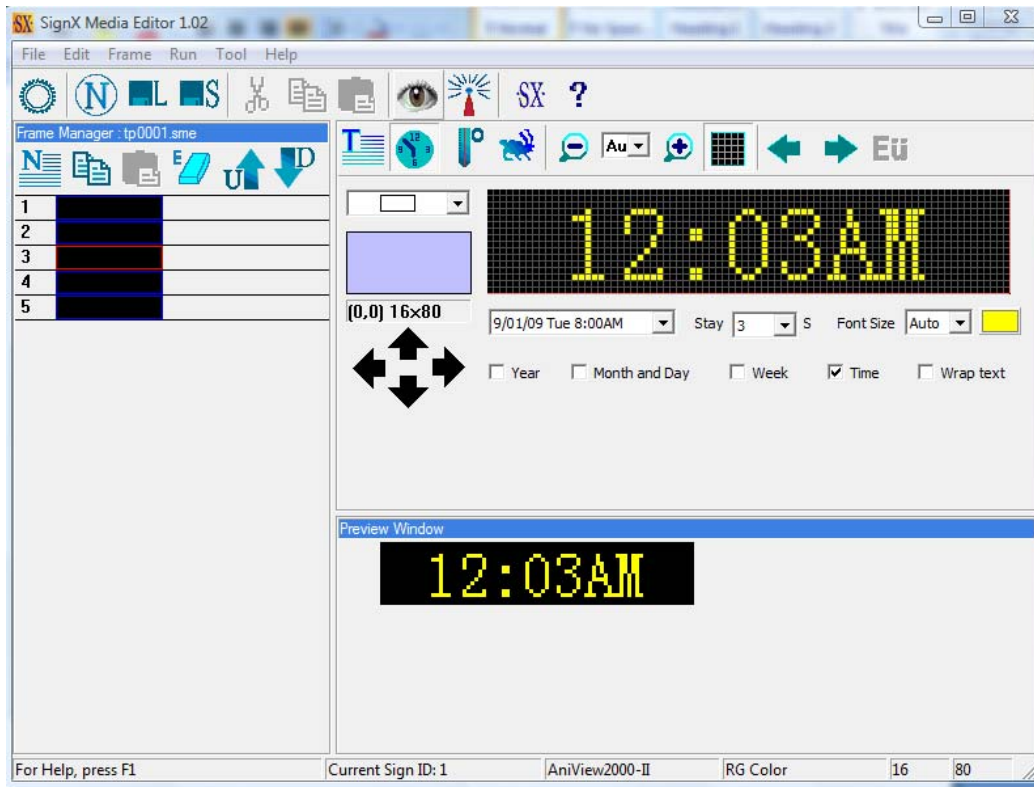 SX SignX Media Editor 1.02
File Edit Frame Run Tool Help
N L S SX ?
Frame Manager : tp0001.sme
N E U D
T Au Eü
1
2
3
4
5
12:03AM
(0,0) 16x80
9/01/09 Tue 8:00AM Stay 3 S Font Size Auto
Year Month and Day Week Time Wrap text
Preview Window
12:03AM
For Help, press F1 Current Sign ID: 1 AniView2000-II RG Color 16 80